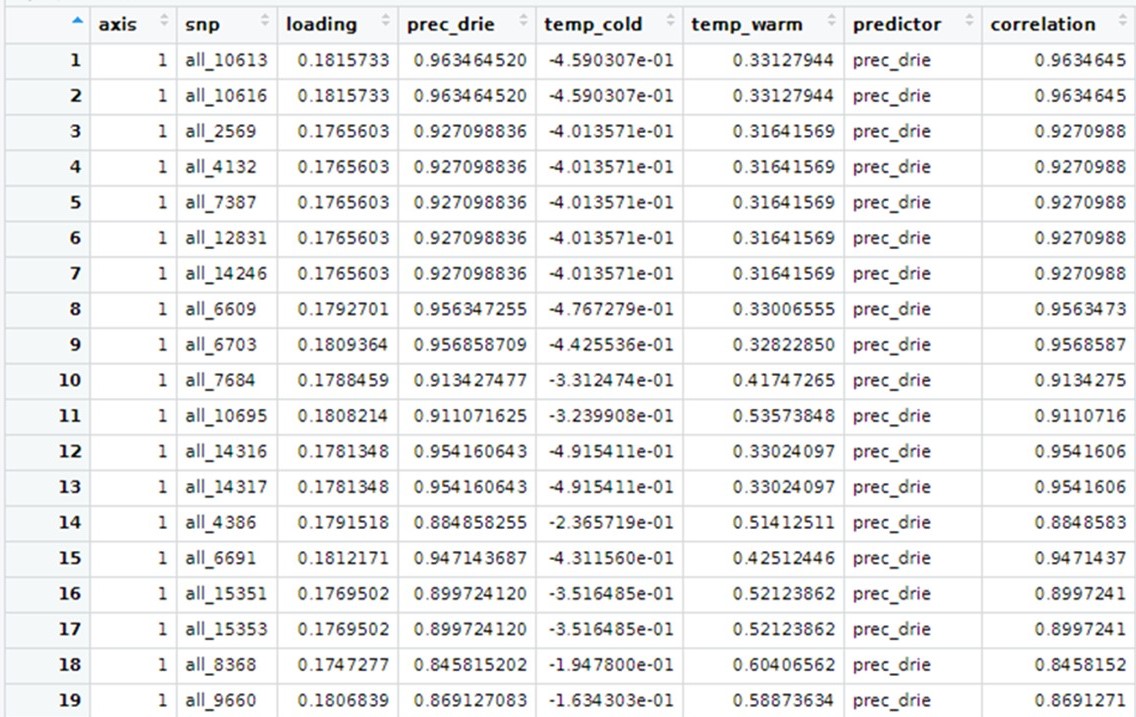 axis snp loading prec_drie temp_cold temp_warm predictor correlation
1 1 all_10613 0.1815733 0.963464520 -4.590307e-01 0.33127944 prec_drie 0.9634645
2 1 all_10616 0.1815733 0.963464520 -4.590307e-01 0.33127944 prec_drie 0.9634645
3 1 all_2569 0.1765603 0.927098836 -4.013571e-01 0.31641569 prec_drie 0.9270988
4 1 all_4132 0.1765603 0.927098836 -4.013571e-01 0.31641569 prec_drie 0.9270988
5 1 all_7387 0.1765603 0.927098836 -4.013571e-01 0.31641569 prec_drie 0.9270988
6 1 all_12831 0.1765603 0.927098836 -4.013571e-01 0.31641569 prec_drie 0.9270988
7 1 all_14246 0.1765603 0.927098836 -4.013571e-01 0.31641569 prec_drie 0.9270988
8 1 all_6609 0.1792701 0.956347255 -4.767279e-01 0.33006555 prec_drie 0.9563473
9 1 all_6703 0.1809364 0.956858709 -4.425536e-01 0.32822850 prec_drie 0.9568587
10 1 all_7684 0.1788459 0.913427477 -3.312474e-01 0.41747265 prec_drie 0.9134275
11 1 all_10695 0.1808214 0.911071625 -3.239908e-01 0.53573848 prec_drie 0.9110716
12 1 all_14316 0.1781348 0.954160643 -4.915411e-01 0.33024097 prec_drie 0.9541606
13 1 all_14317 0.1781348 0.954160643 -4.915411e-01 0.33024097 prec_drie 0.9541606
14 1 all_4386 0.1791518 0.884858255 -2.365719e-01 0.51412511 prec_drie 0.8848583
15 1 all_6691 0.1812171 0.947143687 -4.311560e-01 0.42512446 prec_drie 0.9471437
16 1 all_15351 0.1769502 0.899724120 -3.516485e-01 0.52123862 prec_drie 0.8997241
17 1 all_15353 0.1769502 0.899724120 -3.516485e-01 0.52123862 prec_drie 0.8997241
18 1 all_8368 0.1747277 0.845815202 -1.947800e-01 0.60406562 prec_drie 0.8458152
19 1 all_9660 0.1806839 0.869127083 -1.634303e-01 0.58873634 prec_drie 0.8691271